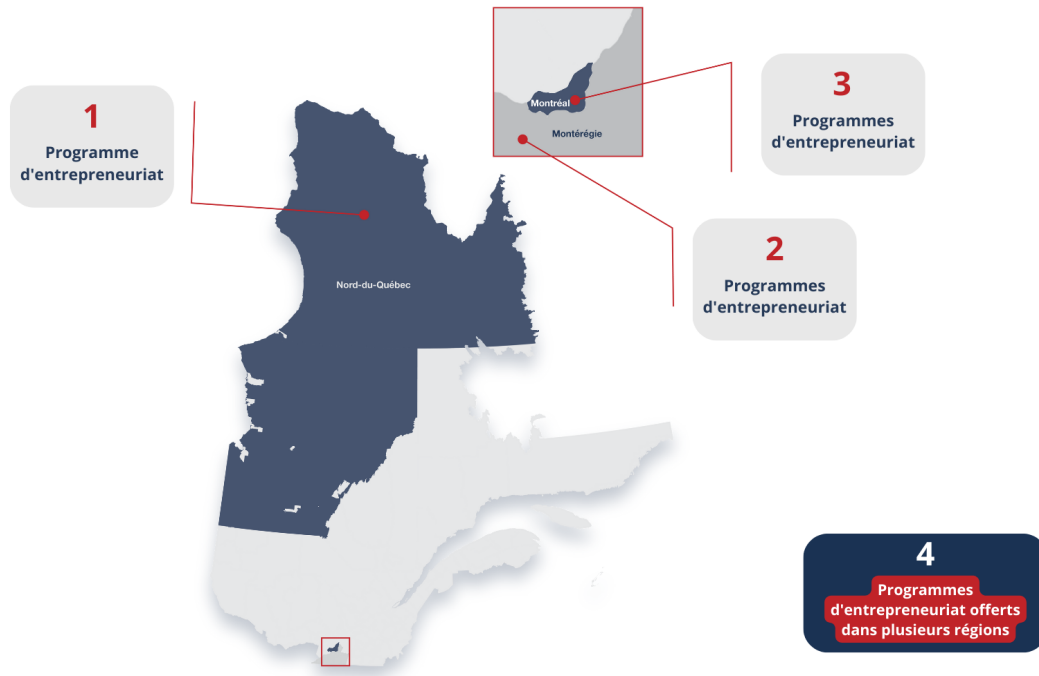 1
Programme
d'entrepreneuriat
Montréal
Montérégie
3
Programmes
d'entrepreneuriat
2
Programmes
d'entrepreneuriat
Nord-du-Québec
4
Programmes
d'entrepreneuriat offerts
dans plusieurs régions